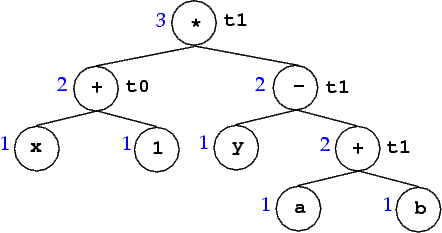 3 * t1
2 + t0 2 - t1
1 x 1 1 1 y 2 + t1
1 a 1 b